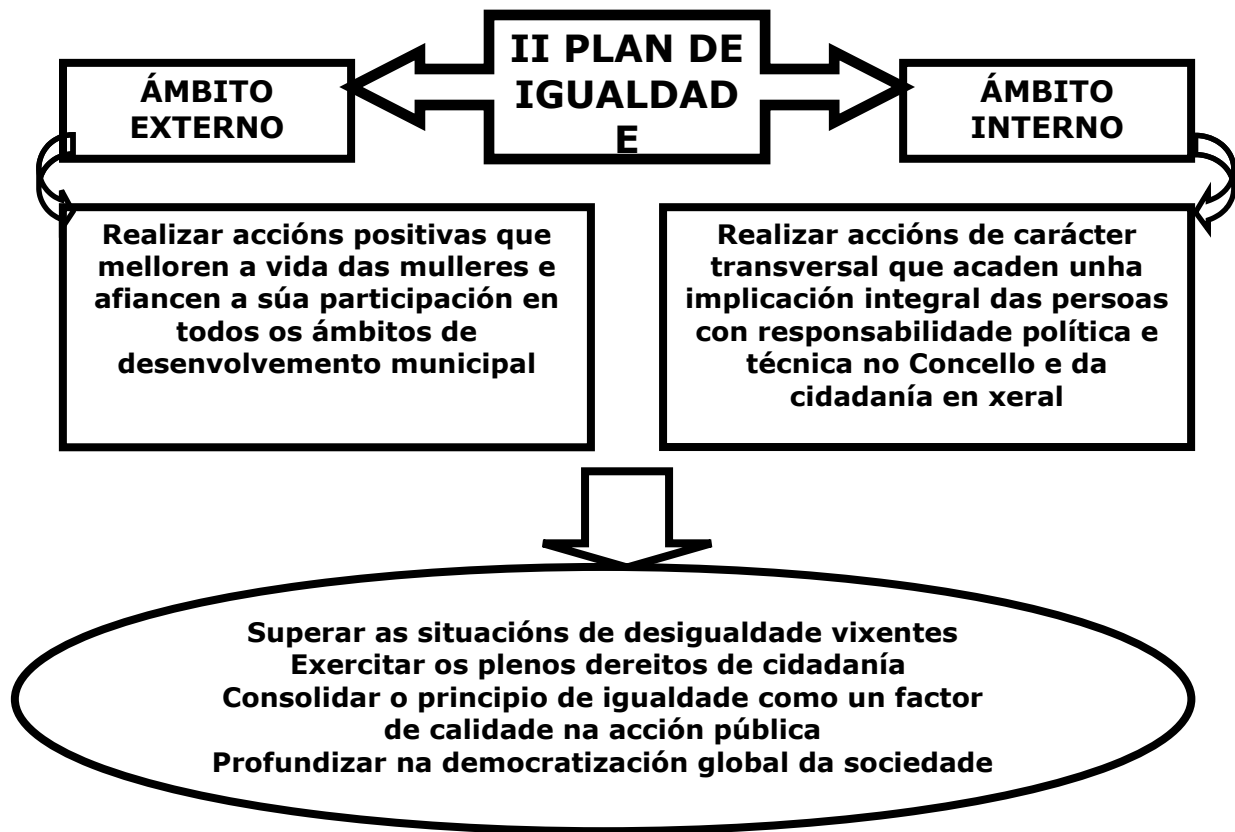 II PLAN DE
IGUALDAD
E
ÁMBITO
EXTERNO
ÁMBITO
INTERNO
Realizar accións positivas que
melloren a vida das mulleres e
afiancen a súa participación en
todos os ámbitos de
desenvolvemento municipal
Realizar accións de carácter
transversal que acaden unha
implicación integral das persoas
con responsabilidade política e
técnica no Concello e da
cidadanía en xeral
Superar as situacións de desigualdade vixentes
Exercitar os plenos dereitos de cidadanía
Consolidar o principio de igualdade como un factor
de calidade na acción pública
Profundizar na democratización global da sociedade